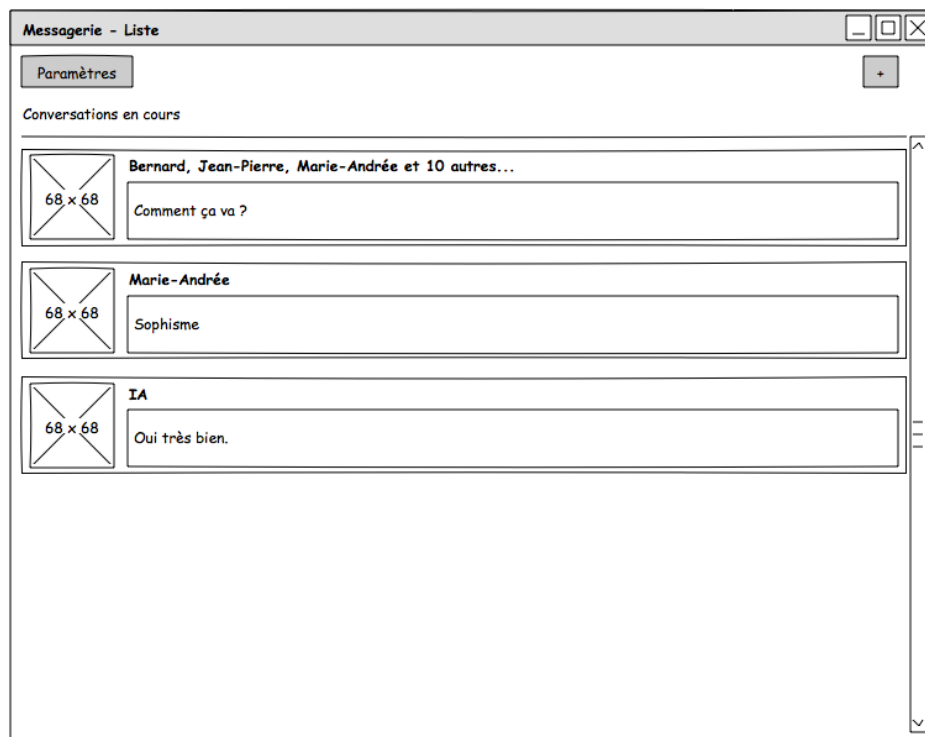 Messagerie - Liste
Paramètres
+
Conversations en cours
Bernard, Jean-Pierre, Marie-Andrée et 10 autres...
68 x 68
Comment ça va ?
Marie-Andrée
68 x 68
Sophisme
IA
68 x 68
Oui très bien.